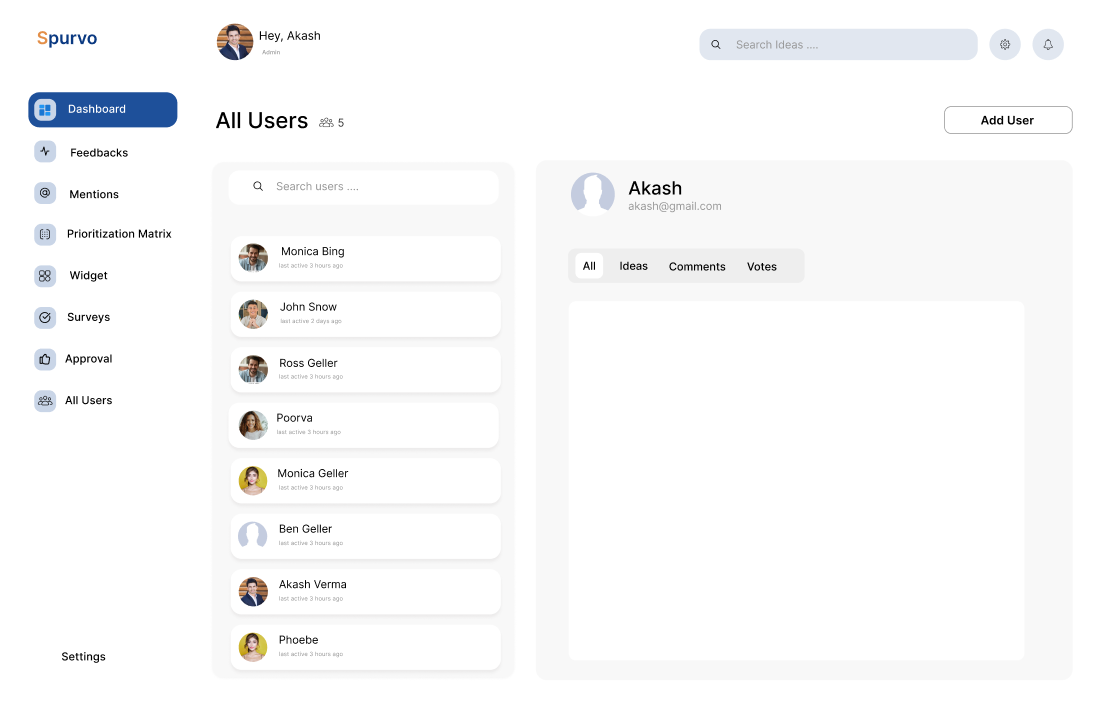 Spurvo
Hey, Akash
Admin
Search Ideas ....
Dashboard
Feedbacks
Mentions
Prioritization Matrix
Widget
Surveys
Approval
All Users
Settings
All Users 5
Add User
Search users ....
Monica Bing
last active 3 hours ago
John Snow
last active 3 days ago
Ross Geller
last active 3 hours ago
Poorva
last active 3 hours ago
Monica Geller
last active 3 hours ago
Ben Geller
last active 3 hours ago
Akash Verma
last active 3 hours ago
Phoebe
last active 3 hours ago
Akash
akash@gmail.com
All Ideas Comments Votes